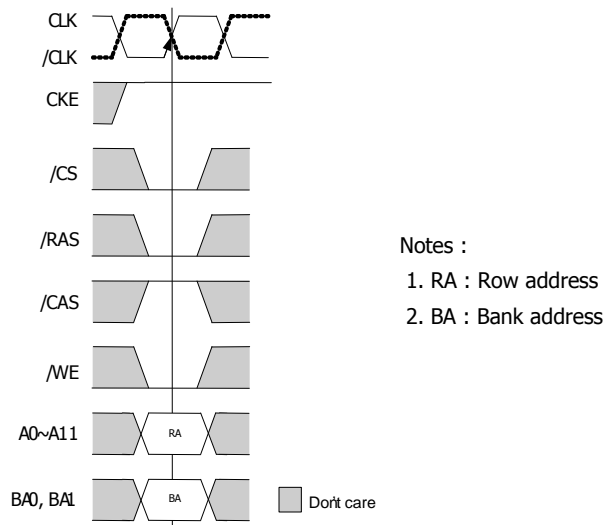 CLK
/CLK
CKE
/CS
/RAS
/CAS
/WE
A0~A11
RA
BA0, BA1
BA
Don't care
Notes :
1. RA : Row address
2. BA : Bank address